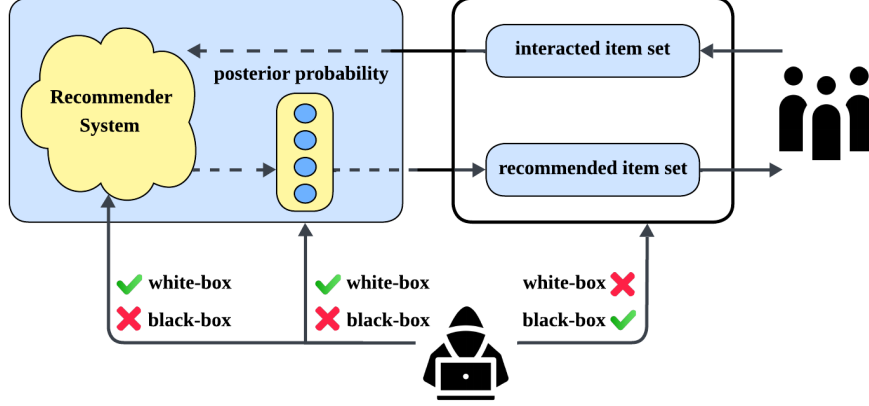 interacted item set
posterior probability
Recommender
System
recommended item set
white-box
black-box
white-box
black-box
white-box
black-box